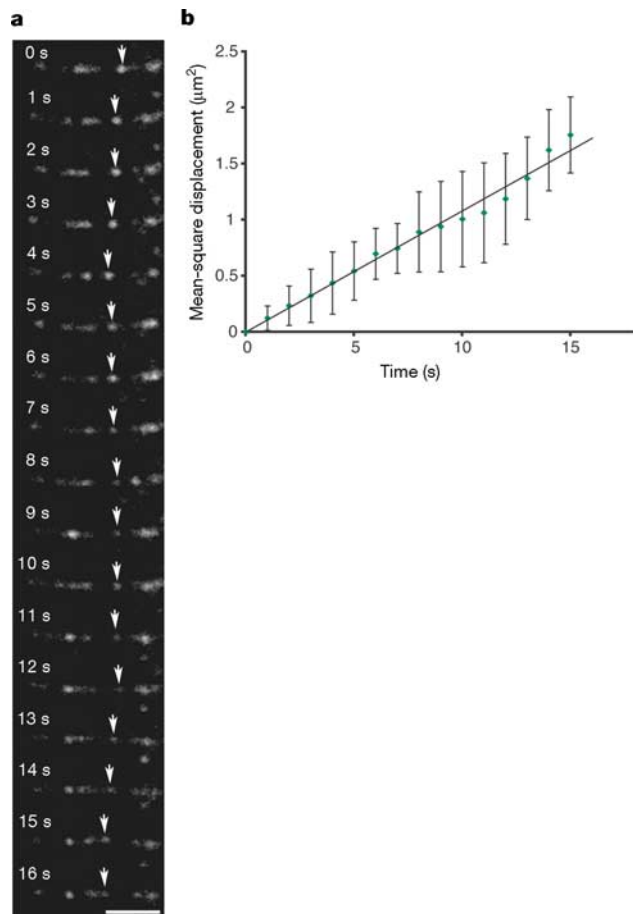 a
0 s
1 s
2 s
3 s
4 s
5 s
6 s
7 s
8 s
9 s
10 s
11 s
12 s
13 s
14 s
15 s
16 s
b
Mean-square displacement (μm²)
2.5
2
1.5
1
0.5
0
0
5
10
15
Time (s)